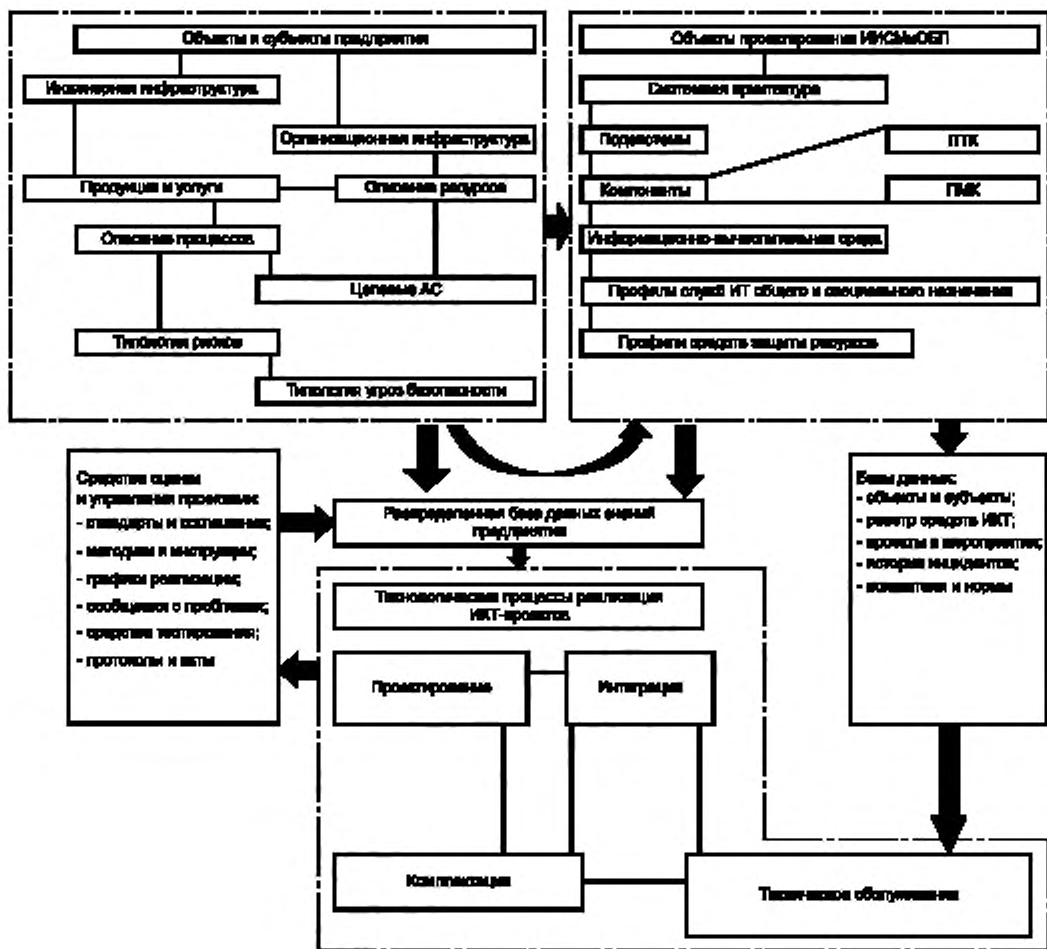 Объекты и субъекты предприятия
Инженерная инфраструктура
Организационная инфраструктура
Продукция и услуги
Описание ресурсов
Описание процессов
Целевые АС
Типология рисков
Типология угроз безопасности
Объекты проектирования ИИСМиОБП
Системная архитектура
Подсистемы
ПТК
Компоненты
ПМК
Информационно-вычислительная среда
Профили служб ИТ общего и специального назначения
Профили средств защиты ресурсов
Средства оценки
и управления проектами:
- стандарты и соглашения;
- методики и инструкции;
- графики реализации;
- сообщения о проблемах;
- средства тестирования;
- протоколы и акты
Распределенная база данных знаний
предприятия
Базы данных:
- объекты и субъекты;
- реестр средств ИКТ;
- проекты и мероприятия;
- история инцидентов;
- показатели и нормы
Технологические процессы реализации
ИКТ-проектов
Проектирование
Интеграция
Комплексация
Техническое обслуживание